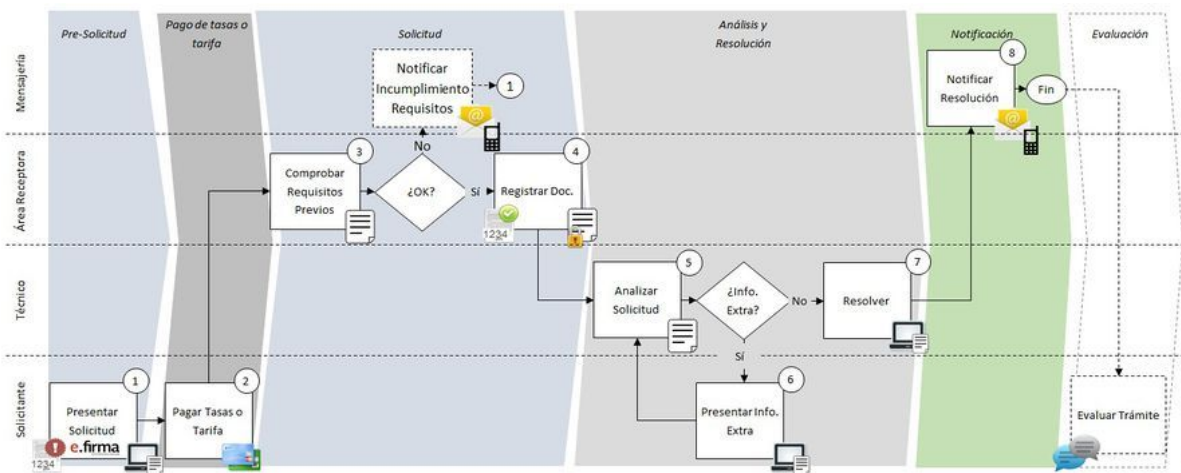 Pre-Solicitud
Pago de tasas o
tarifa
Solicitud
Análisis y
Resolución
Notificación
Evaluación
Mensajería
Notificar
Incumplimiento
Requisitos
@
1
8
Notificar
Resolución
@
Fin
Área Receptora
3
Comprobar
Requisitos
Previos
No
¿OK?
Sí
4
Registrar Doc.
1234
Técnico
5
Analizar
Solicitud
¿Info.
Extra?
No
7
Resolver
Sí
Solicitante
1
Presentar
Solicitud
e.firma
1234
2
Pagar Tasas o
Tarifa
6
Presentar Info.
Extra
Evaluar Trámite